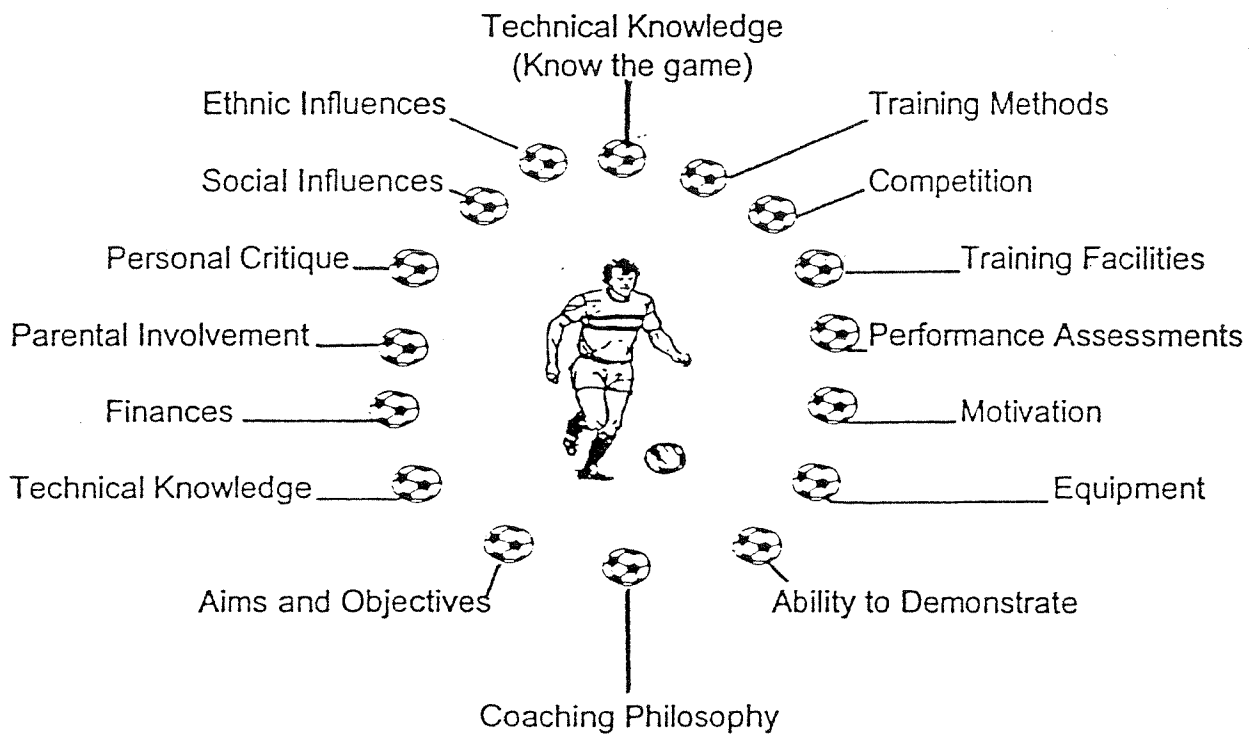 Technical Knowledge
(Know the game)
Ethnic Influences
Training Methods
Social Influences
Competition
Personal Critique
Training Facilities
Parental Involvement
Performance Assessments
Finances
Motivation
Technical Knowledge
Equipment
Aims and Objectives
Ability to Demonstrate
Coaching Philosophy